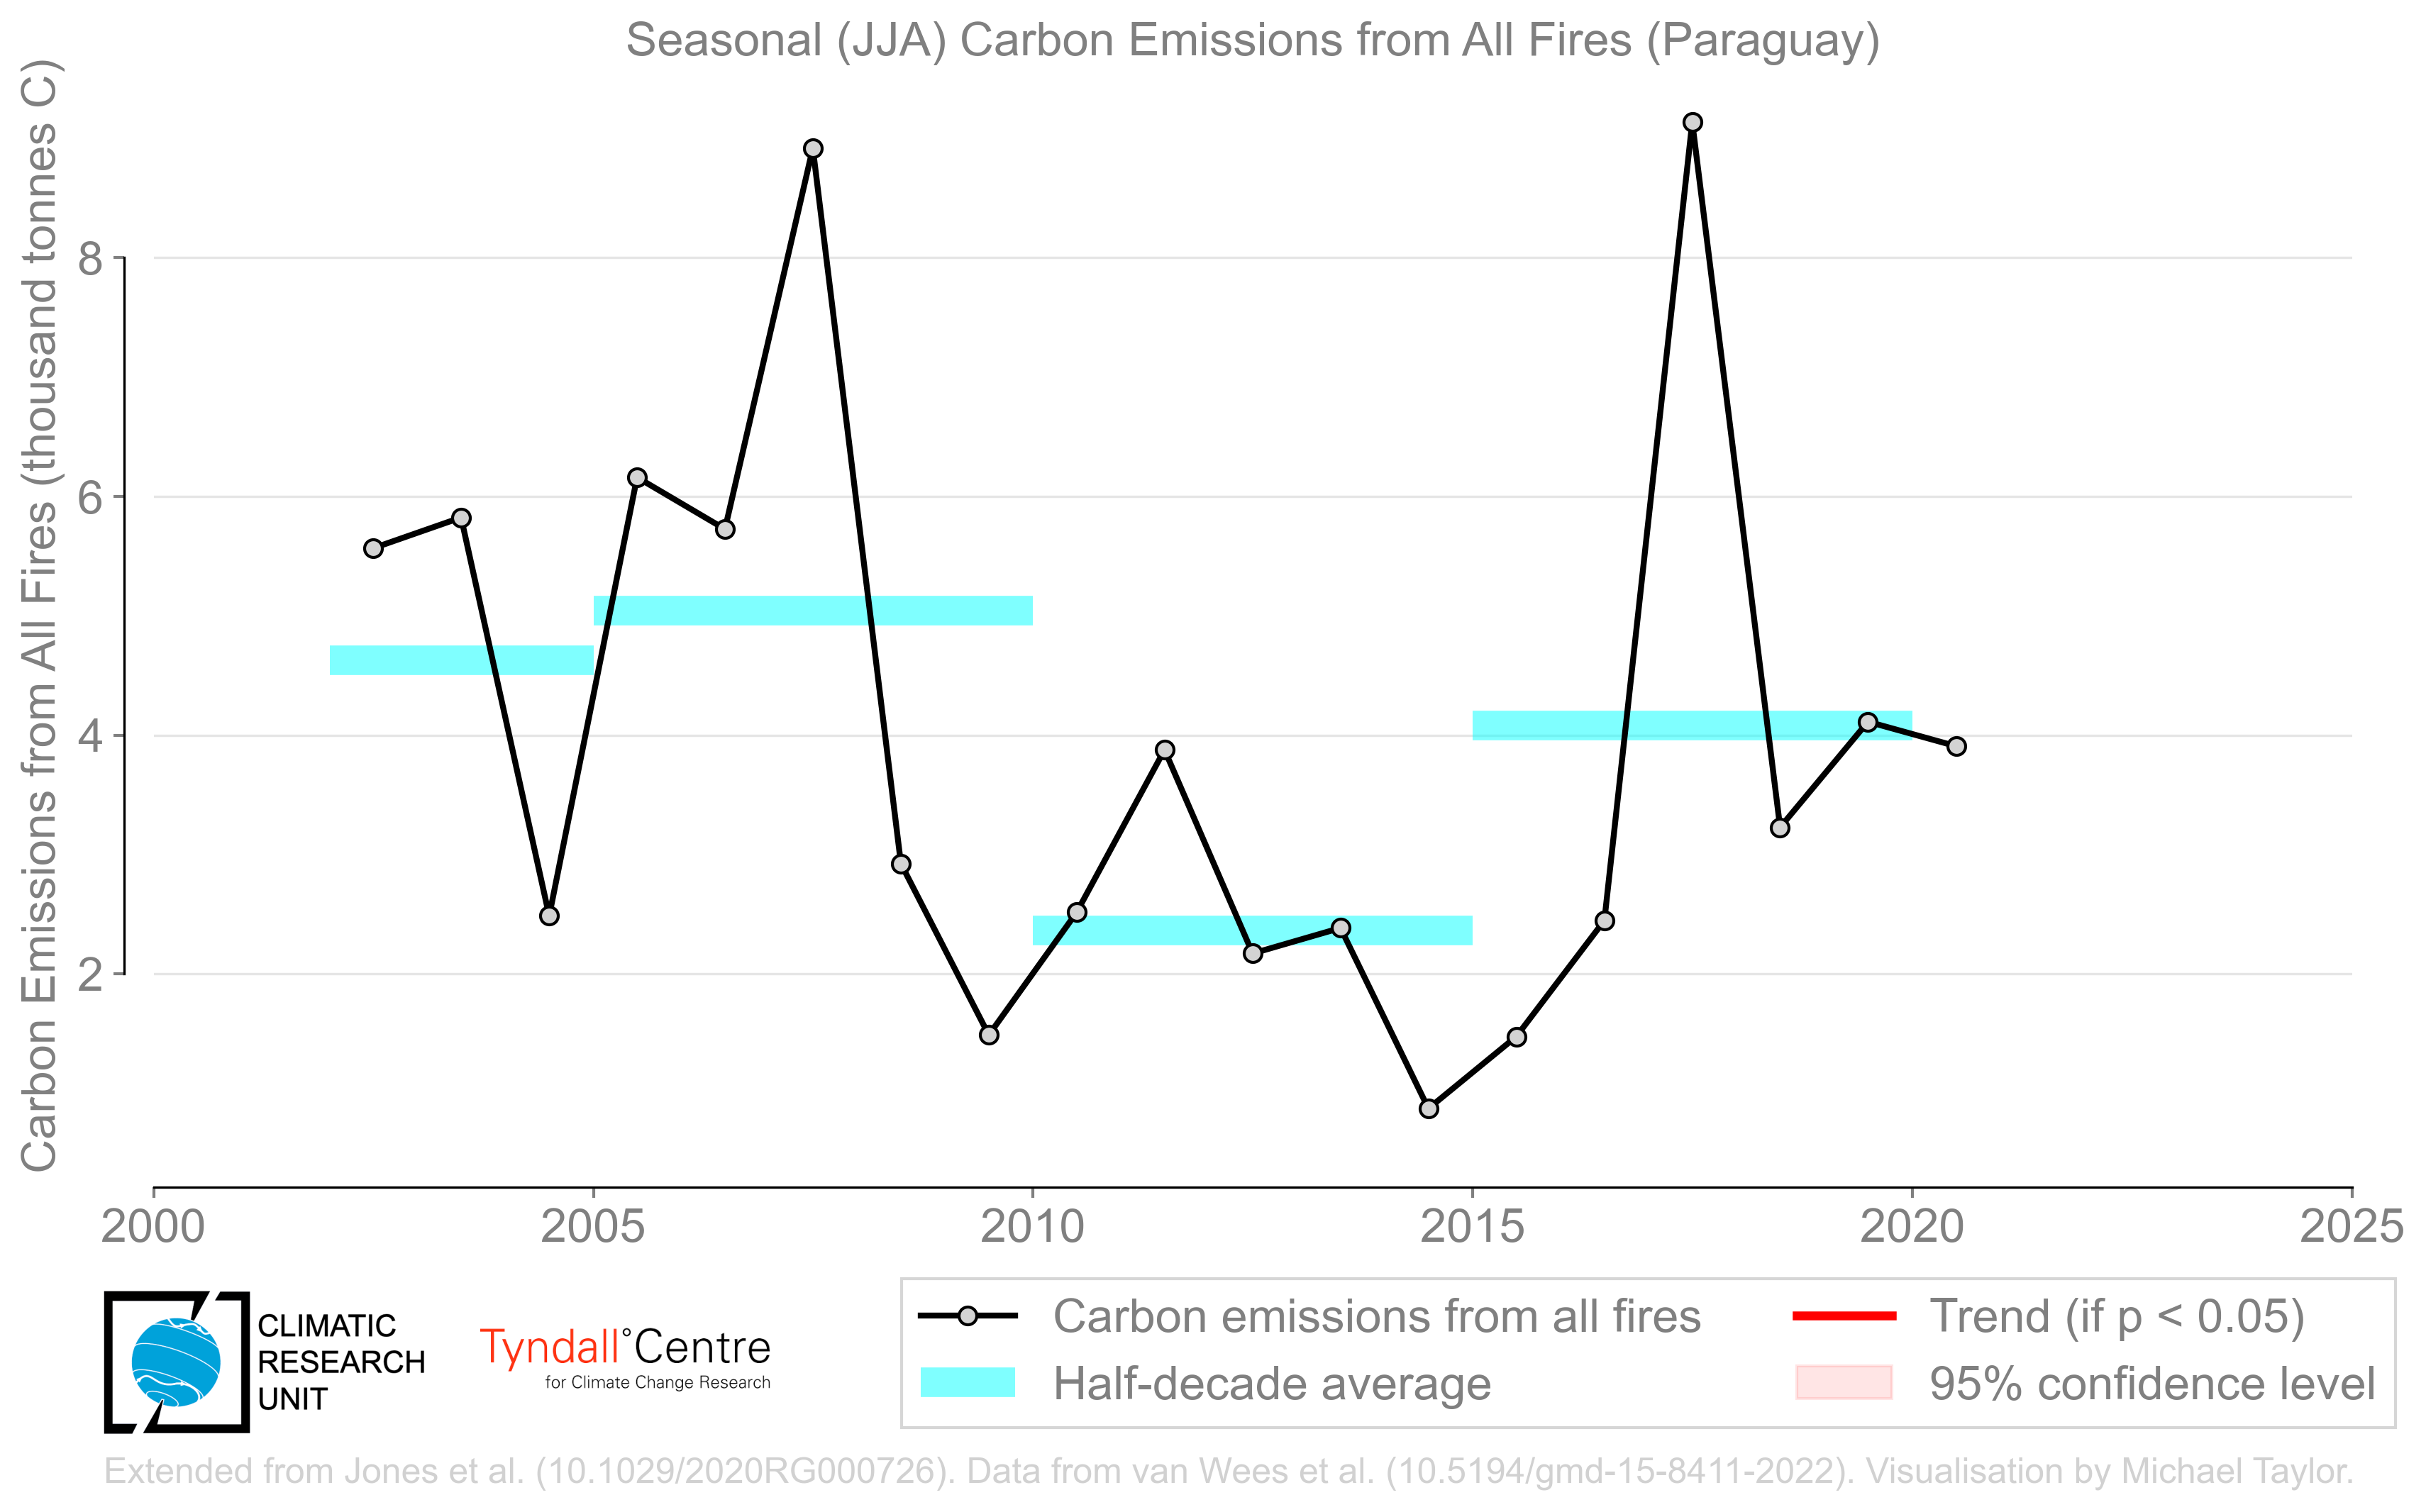 Seasonal (JJA) Carbon Emissions from All Fires (Paraguay)
Carbon Emissions from All Fires (thousand tonnes C)
8
6
4
2
2000 2005 2010 2015 2020 2025
CLIMATIC
RESEARCH
UNIT
Tyndall°Centre
for Climate Change Research
Carbon emissions from all fires
Half-decade average
Trend (if p < 0.05)
95% confidence level
Extended from Jones et al. (10.1029/2020RG000726). Data from van Wees et al. (10.5194/gmd-15-8411-2022). Visualisation by Michael Taylor.